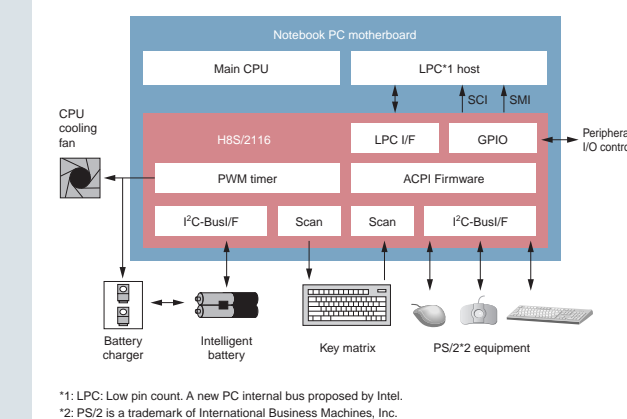 Notebook PC motherboard
Main CPU
LPC*1 host
SCI
SMI
CPU
cooling
fan
H8S/2116
LPC I/F
GPIO
Periphera
I/O contro
PWM timer
ACPI Firmware
I²C-BusI/F
Scan
Scan
I²C-BusI/F
Battery
charger
Intelligent
battery
Key matrix
PS/2*2 equipment
*1: LPC: Low pin count. A new PC internal bus proposed by Intel.
*2: PS/2 is a trademark of International Business Machines, Inc.